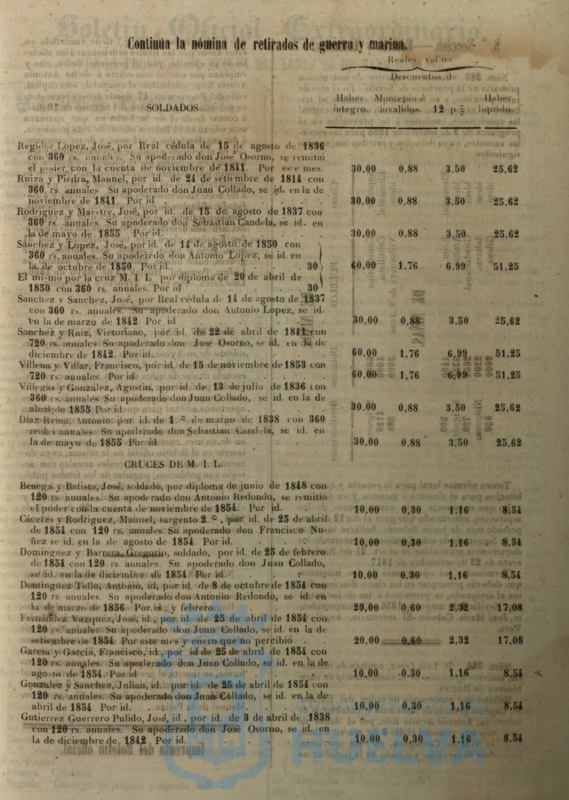 Continúa la nómina de retirados de guerra y marina.
Reales vellon
Descuentos de
Haber íntegro. Montepio é inválidos 12 p.% Haber líquido.
SOLDADOS
Regidor Lopez, José, por Real cédula de 15 de agosto de 1836
con 360 rs. anuales. Su apoderado don José Osorno, se remitió
el poder con la cuenta de noviembre de 1841. Por este mes. 30,00 0,88 3,50 25,62
Ruiza y Piedra, Manuel, por id. de 24 de setiembre de 1814 con
360 rs. anuales Su apoderado don Juan Collado, se id. en la de
noviembre de 1841 Por id 30,00 0,88 3,50 25,62
Rodriguez y Maestre, José, por id. de 15 de agosto de 1837 con
360 rs. anuales. Su apoderado don Sebastian Candela, se id. en
la de mayo de 1855 Por id 30,00 0,88 3,50 25,62
Sanchez y Lopez, José, por id. de 14 de agosto de 1850 con
360 rs. anuales. Su apoderado don Antonio Lopez, se id. en
la de octubre de 1850 Por id. 30
El mismo por la cruz M. I. L. por diploma de 20 de abril de
1850 con 360 rs. anuales. Por id 30 60,00 1,76 6,99 51,25
Sanchez y Sanchez, José, por Real cédula de 14 de agosto de 1837
con 360 rs. anuales. Su apoderado don Antonio Lopez, se id.
en la de marzo de 1842 Por id 30,00 0,88 3,50 25,62
Sanchez y Ruiz, Victoriano, por id. de 22 de abril de 1841 con
720 rs. anuales Su apoderado don José Osorno, se id. en la de
diciembre de 1842 Por id. 60,00 1,76 6,99 51,25
Villena y Villar, Francisco, por id. de 15 de noviembre de 1853 con
720 rs. anuales. Por id 60,00 1,76 6,99 51,25
Villegas y Gonzalez, Agustin, por id. de 13 de julio de 1836 con
360 rs. anuales Su apoderado don Juan Collado, se id. en la de
abril de 1855 Por id. 30,00 0,88 3,50 25,62
Diaz Reina, Antonio, por id. de 1.º de marzo de 1838 con 360
reales anuales Su apoderado don Sebastian Candela, se id. en
la de mayo de 1855 Por id 30,00 0,88 3,50 25,62
CRUCES DE M. I. L.
Benega y Batista, José, soldado, por diploma de junio de 1848 con
120 rs. anuales. Su apoderado don Antonio Redondo, se remitió
el poder con la cuenta de noviembre de 1854 Por id. 10,00 0,30 1,16 8,54
Cáceres y Rodriguez, Manuel, sargento 2.º, por id. de 25 de abril
de 1854 con 120 rs. anuales. Su apoderado don Francisco Nu-
ñez se id. en la de agosto de 1854 Por id. 10,00 0,30 1,16 8,54
Dominguez y Barrera, Gregorio, soldado, por id. de 25 de febrero
de 1854 con 120 rs. anuales. Su apoderado don Juan Collado,
se id. en la de diciembre de 1854 Por id. 10,00 0,30 1,16 8,54
Dominguez Tello, Antonio, id, por id. de 8 de octubre de 1854 con
120 rs anuales. Su apoderado don Antonio Redondo, se id. en
la de marzo de 1856 Por id. y febrero 20,00 0,60 2,32 17,08
Fernandez Vazquez, José, id., por id. de 25 de abril de 1854 con
120 rs anuales. Su apoderado don Juan Collado, se id. en la de
setiembre de 1854 Por este mes y enero que no percibió 20,00 0,60 2,32 17,08
Garcia y Garcia, Francisco, id., por id de 25 de abril de 1854 con
120 rs. anuales. Su apoderado don Juan Collado, se id. en la de
agosto de 1854. Por id 10,00 0,30 1,16 8,54
Gonzalez y Sanchez, Julian, id., por id. de 25 de abril de 1854 con
120 rs. anuales. Su apoderado don Juan Collado, se id. en la de
abril de 1854 Por id. 10,00 0,30 1,16 8,54
Gutierrez Guerrero Pulido, José, id., por id. de 3 de abril de 1838
con 120 rs. anuales. Su apoderado don José Osorno, se id. en
la de diciembre de 1842 Por id. 10,00 0,30 1,16 8,54
HUELVA